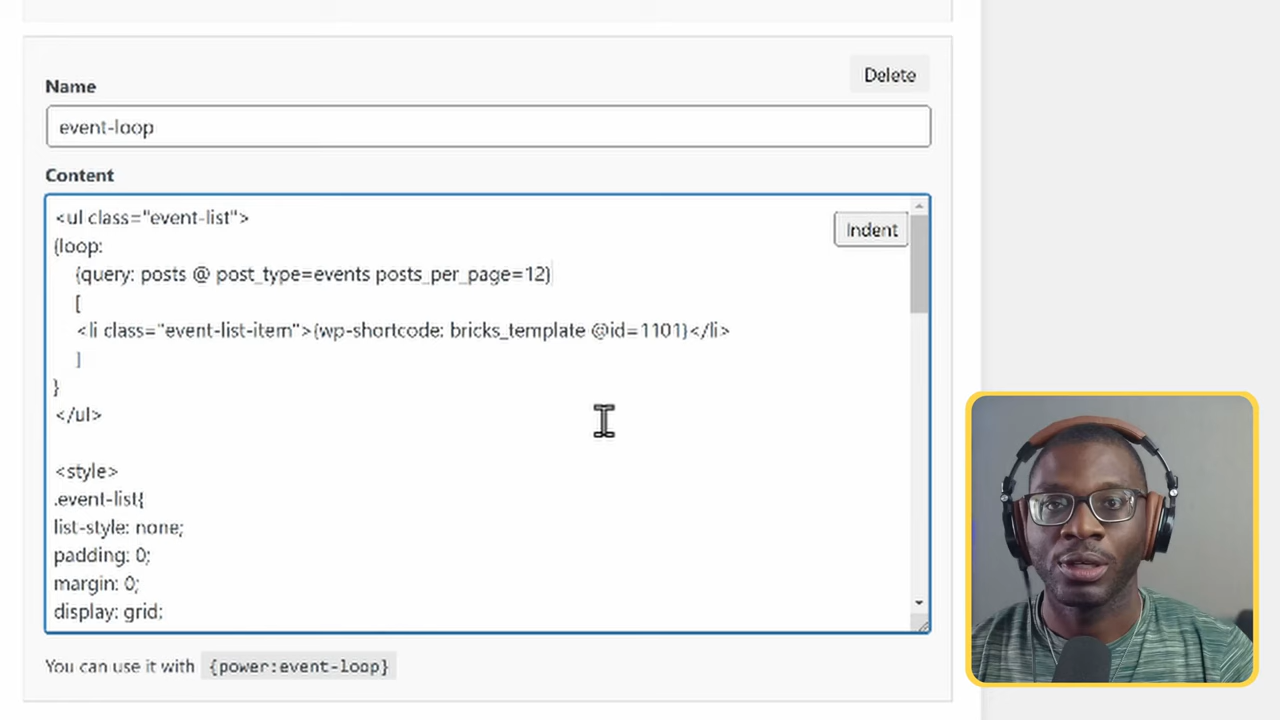 Delete
Name
event-loop
Content
Indent
<ul class="event-list">
{loop:
{query: posts @ post_type=events posts_per_page=12}
[
<li class="event-list-item">{wp-shortcode: bricks_template @id=1101}</li>
]
}
</ul>
<style>
.event-list{
list-style: none;
padding: 0;
margin: 0;
display: grid;
You can use it with {power:event-loop}